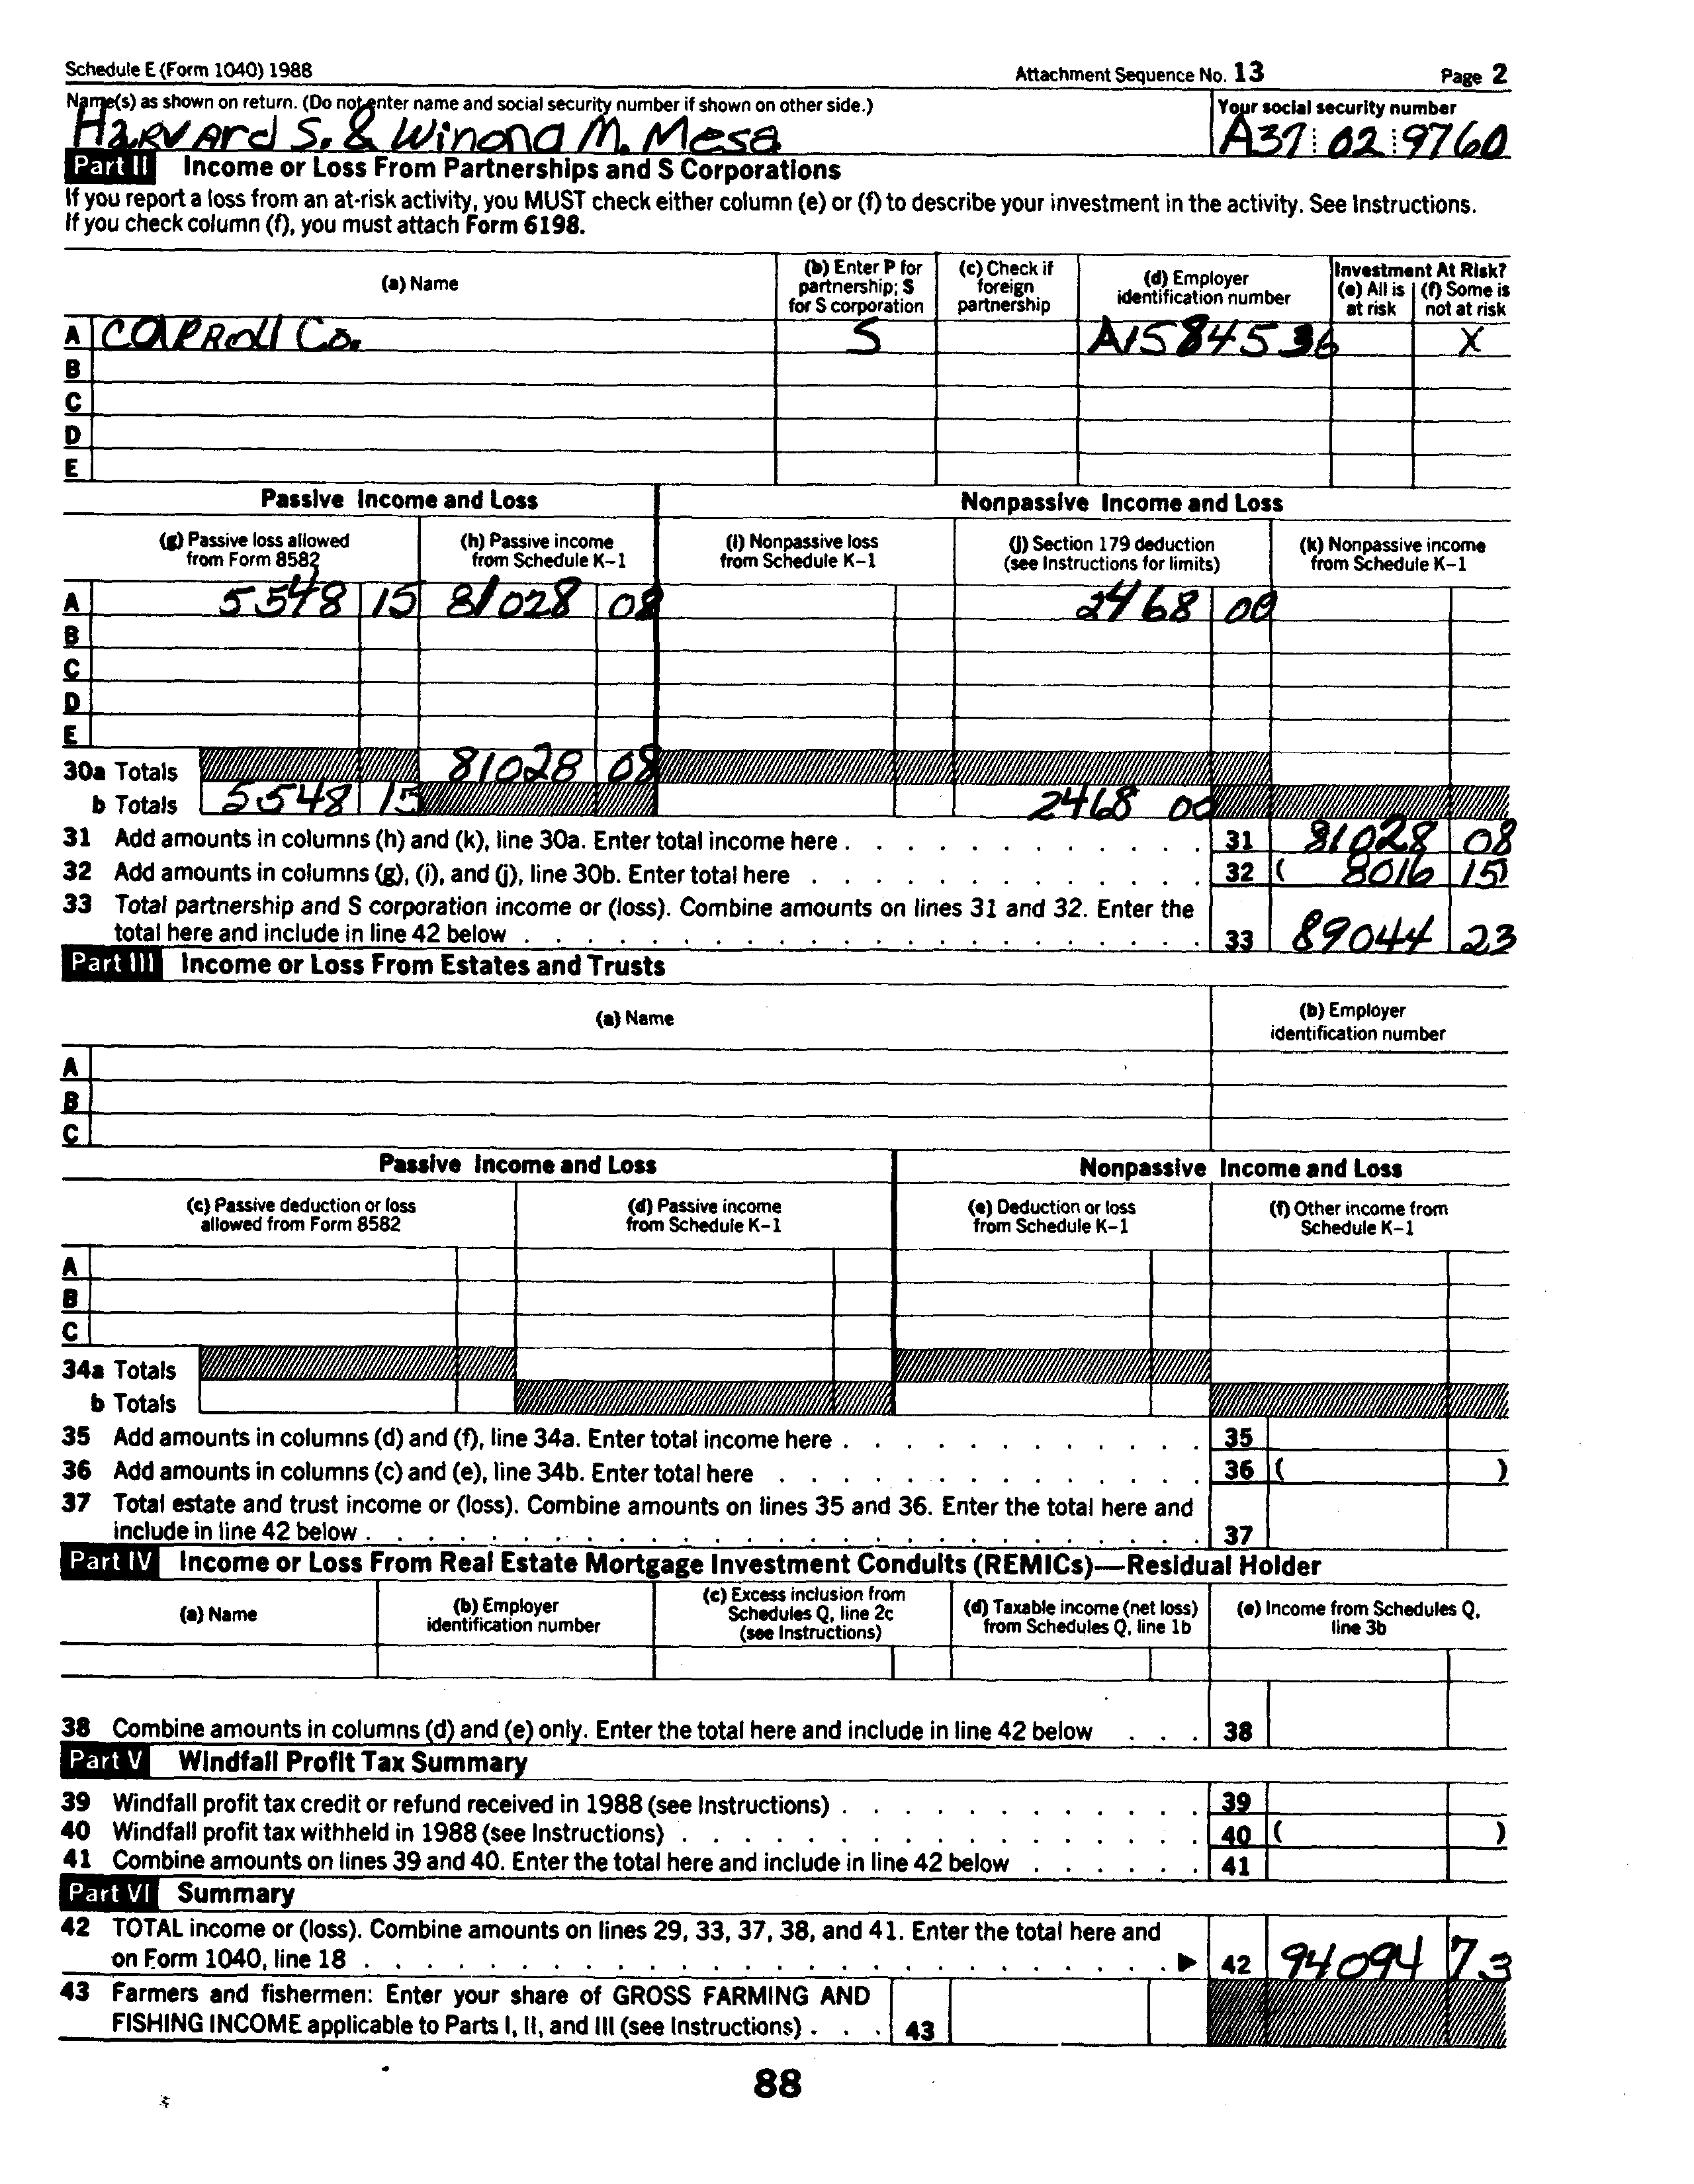 Schedule E (Form 1040) 1988 Attachment Sequence No. 13 Page 2
Name(s) as shown on return. (Do not enter name and social security number if shown on other side.) Your social security number
HARVARD S. & Winona M. Mesa A37 02 9760
Part II Income or Loss From Partnerships and S Corporations
If you report a loss from an at-risk activity, you MUST check either column (e) or (f) to describe your investment in the activity. See Instructions.
If you check column (f), you must attach Form 6198.
(a) Name
(b) Enter P for partnership; S for S corporation
(c) Check if foreign partnership
(d) Employer identification number
Investment At Risk?
(e) All is at risk
(f) Some is not at risk
A CARROll Co. S A1584536 X
B
C
D
E
Passive Income and Loss Nonpassive Income and Loss
(g) Passive loss allowed from Form 8582
(h) Passive income from Schedule K–1
(i) Nonpassive loss from Schedule K–1
(j) Section 179 deduction (see Instructions for limits)
(k) Nonpassive income from Schedule K–1
A 5548 15 81028 08 2468 00
B
C
D
E
30a Totals 81028 08
b Totals 5548 15 2468 00
31 Add amounts in columns (h) and (k), line 30a. Enter total income here . . . . . . . . . . . 31 81028 08
32 Add amounts in columns (g), (i), and (j), line 30b. Enter total here . . . . . . . . . . . . 32 ( 8016 15)
33 Total partnership and S corporation income or (loss). Combine amounts on lines 31 and 32. Enter the
total here and include in line 42 below . . . . . . . . . . . . . . . . . . . . . 33 89044 23
Part III Income or Loss From Estates and Trusts
(a) Name
(b) Employer identification number
A
B
C
Passive Income and Loss Nonpassive Income and Loss
(c) Passive deduction or loss allowed from Form 8582
(d) Passive income from Schedule K–1
(e) Deduction or loss from Schedule K–1
(f) Other income from Schedule K–1
A
B
C
34a Totals
b Totals
35 Add amounts in columns (d) and (f), line 34a. Enter total income here . . . . . . . . . . . 35
36 Add amounts in columns (c) and (e), line 34b. Enter total here . . . . . . . . . . . . . 36 ( )
37 Total estate and trust income or (loss). Combine amounts on lines 35 and 36. Enter the total here and
include in line 42 below . . . . . . . . . . . . . . . . . . . . . . . . . . 37
Part IV Income or Loss From Real Estate Mortgage Investment Conduits (REMICs)—Residual Holder
(a) Name
(b) Employer identification number
(c) Excess inclusion from Schedules Q, line 2c (see Instructions)
(d) Taxable income (net loss) from Schedules Q, line 1b
(e) Income from Schedules Q, line 3b
38 Combine amounts in columns (d) and (e) only. Enter the total here and include in line 42 below . . . 38
Part V Windfall Profit Tax Summary
39 Windfall profit tax credit or refund received in 1988 (see Instructions) . . . . . . . . . . . 39
40 Windfall profit tax withheld in 1988 (see Instructions) . . . . . . . . . . . . . . . . 40 ( )
41 Combine amounts on lines 39 and 40. Enter the total here and include in line 42 below . . . . . . 41
Part VI Summary
42 TOTAL income or (loss). Combine amounts on lines 29, 33, 37, 38, and 41. Enter the total here and
on Form 1040, line 18 . . . . . . . . . . . . . . . . . . . . . . . . . ▶ 42 94094 73
43 Farmers and fishermen: Enter your share of GROSS FARMING AND
FISHING INCOME applicable to Parts I, II, and III (see Instructions) . . . 43
88